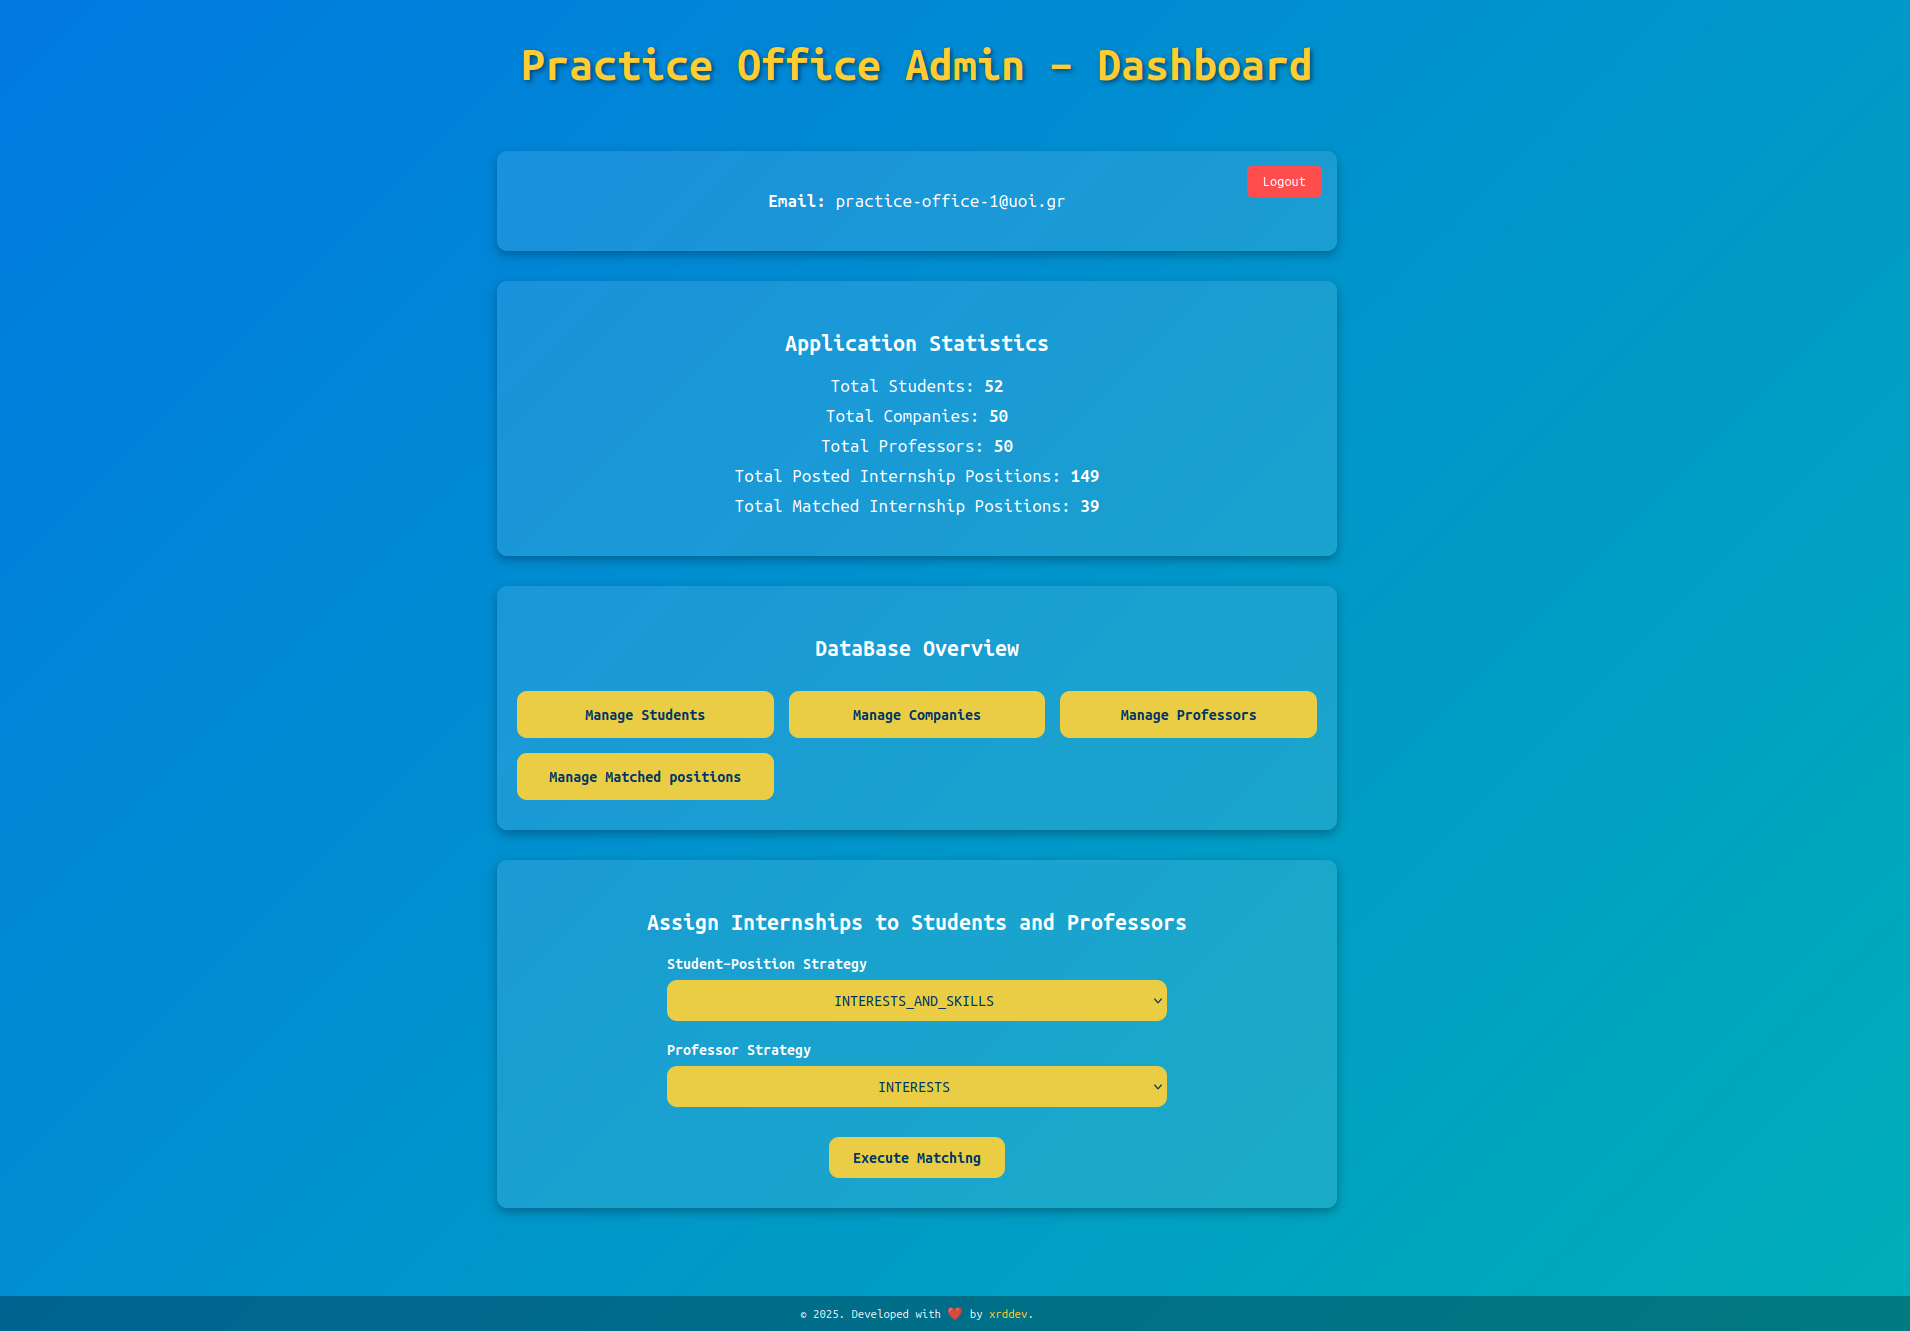 Practice Office Admin - Dashboard
Logout
Email: practice-office-1@uoi.gr
Application Statistics
Total Students: 52
Total Companies: 50
Total Professors: 50
Total Posted Internship Positions: 149
Total Matched Internship Positions: 39
DataBase Overview
Manage Students
Manage Companies
Manage Professors
Manage Matched positions
Assign Internships to Students and Professors
Student-Position Strategy
INTERESTS_AND_SKILLS
Professor Strategy
INTERESTS
Execute Matching
© 2025. Developed with ❤️ by xrddev.